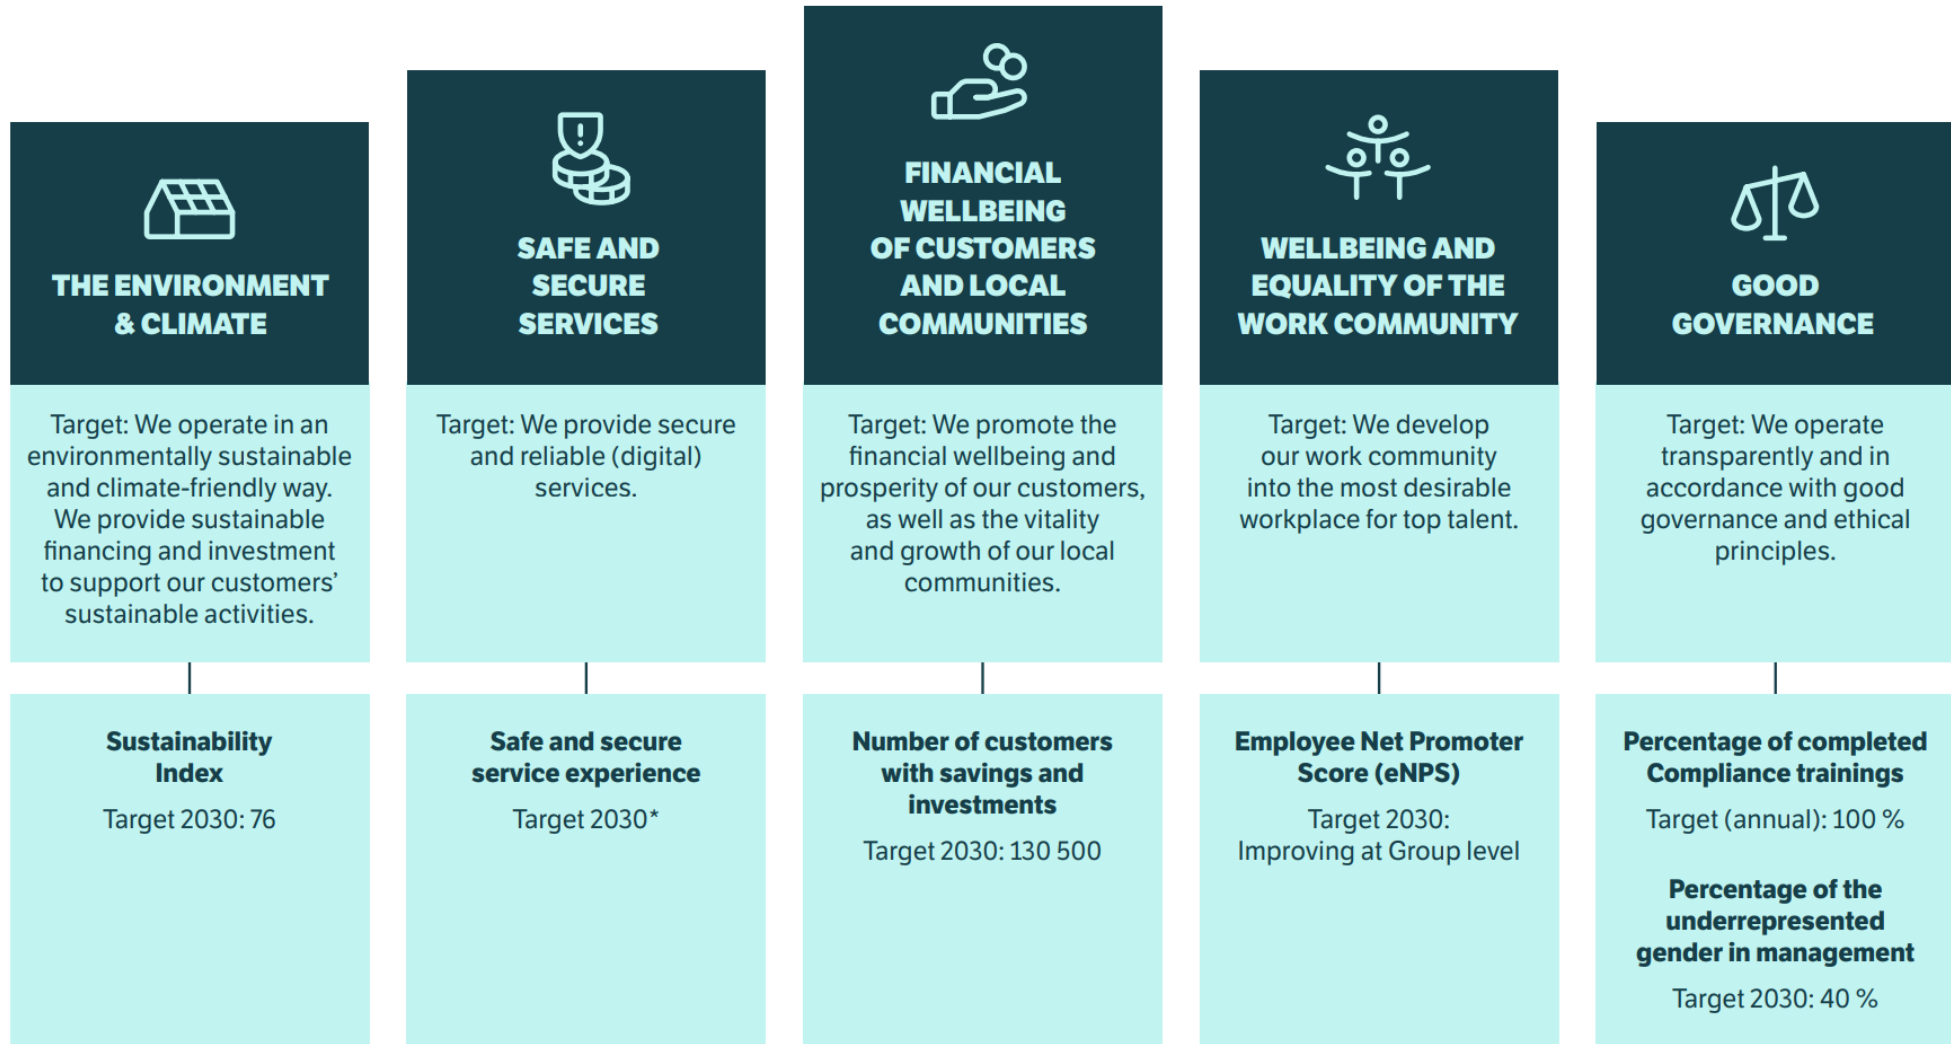 THE ENVIRONMENT
& CLIMATE
Target: We operate in an
environmentally sustainable
and climate-friendly way.
We provide sustainable
financing and investment
to support our customers’
sustainable activities.
Sustainability
Index
Target 2030: 76
SAFE AND
SECURE
SERVICES
Target: We provide secure
and reliable (digital)
services.
Safe and secure
service experience
Target 2030*
FINANCIAL
WELLBEING
OF CUSTOMERS
AND LOCAL
COMMUNITIES
Target: We promote the
financial wellbeing and
prosperity of our customers,
as well as the vitality
and growth of our local
communities.
Number of customers
with savings and
investments
Target 2030: 130 500
WELLBEING AND
EQUALITY OF THE
WORK COMMUNITY
Target: We develop
our work community
into the most desirable
workplace for top talent.
Employee Net Promoter
Score (eNPS)
Target 2030:
Improving at Group level
GOOD
GOVERNANCE
Target: We operate
transparently and in
accordance with good
governance and ethical
principles.
Percentage of completed
Compliance trainings
Target (annual): 100 %
Percentage of the
underrepresented
gender in management
Target 2030: 40 %